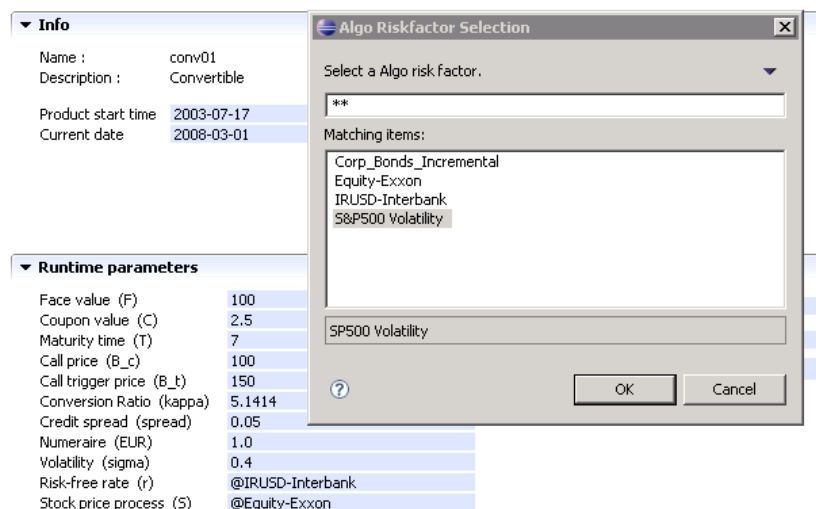 Info
Name : conv01
Description : Convertible
Product start time 2003-07-17
Current date 2008-03-01
Algo Riskfactor Selection
Select a Algo risk factor.
**
Matching items:
Corp_Bonds_Incremental
Equity-Exxon
IRUSD-Interbank
S&P500 Volatility
SP500 Volatility
OK Cancel
Runtime parameters
Face value (F) 100
Coupon value (C) 2.5
Maturity time (T) 7
Call price (B_c) 100
Call trigger price (B_t) 150
Conversion Ratio (kappa) 5.1414
Credit spread (spread) 0.05
Numeraire (EUR) 1.0
Volatility (sigma) 0.4
Risk-free rate (r) @IRUSD-Interbank
Stock price process (S) @Equity-Exxon